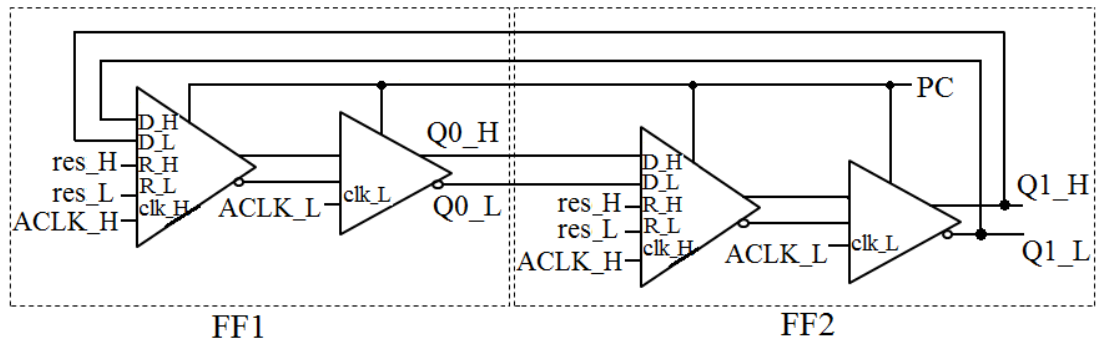 PC
D_H
D_L
R_H
R_L
clk_H
res_H
res_L
ACLK_H
clk_L
ACLK_L
Q0_H
Q0_L
D_H
D_L
R_H
R_L
clk_H
res_H
res_L
ACLK_H
clk_L
ACLK_L
Q1_H
Q1_L
FF1
FF2